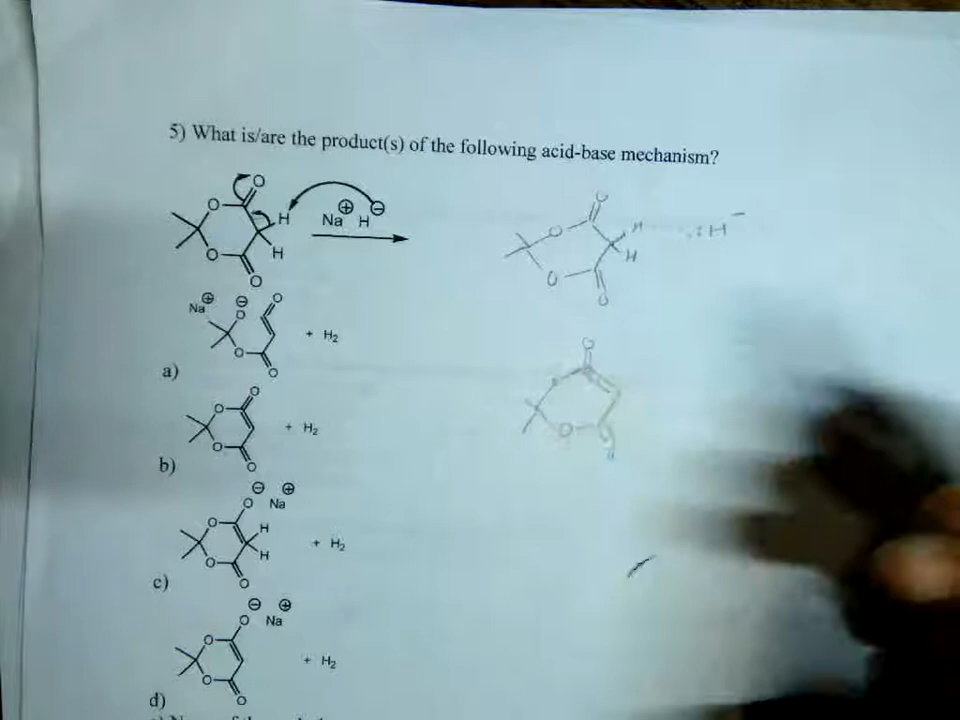 5) What is/are the product(s) of the following acid-base mechanism?
O
O H Na ⊕ H ⊖
O H
O
Na ⊕ ⊖ O O
O O + H₂
a)
O
O
O + H₂
O
b)
⊖ ⊕
O Na
O H
O H + H₂
O
c)
⊖ ⊕
O Na
O
O + H₂
O
d)
O
O H :H⁻
H
O
O
O